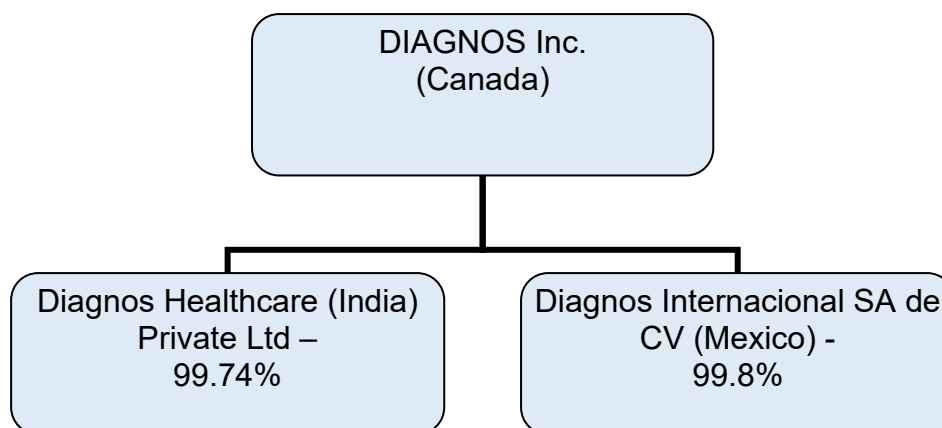 DIAGNOS Inc.
(Canada)
Diagnos Healthcare (India)
Private Ltd –
99.74%
Diagnos Internacional SA de
CV (Mexico) -
99.8%